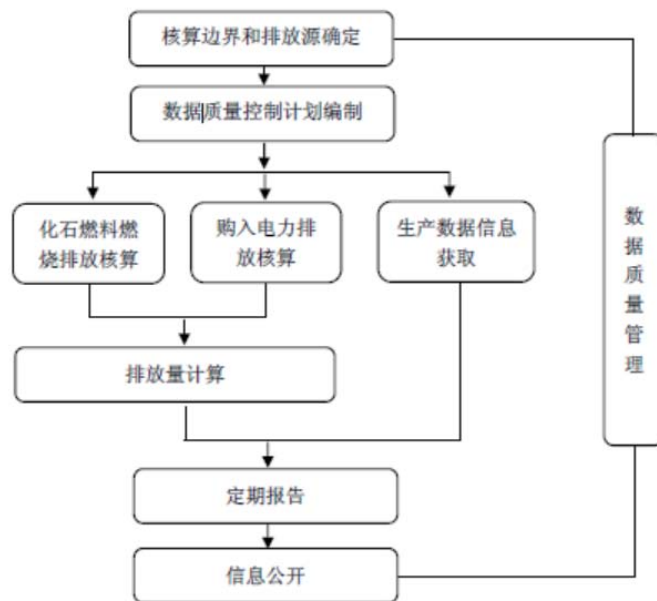 核算边界和排放源确定
数据质量控制计划编制
化石燃料燃
烧排放核算
购入电力排
放核算
生产数据信息
获取
排放量计算
定期报告
信息公开
数
据
质
量
管
理